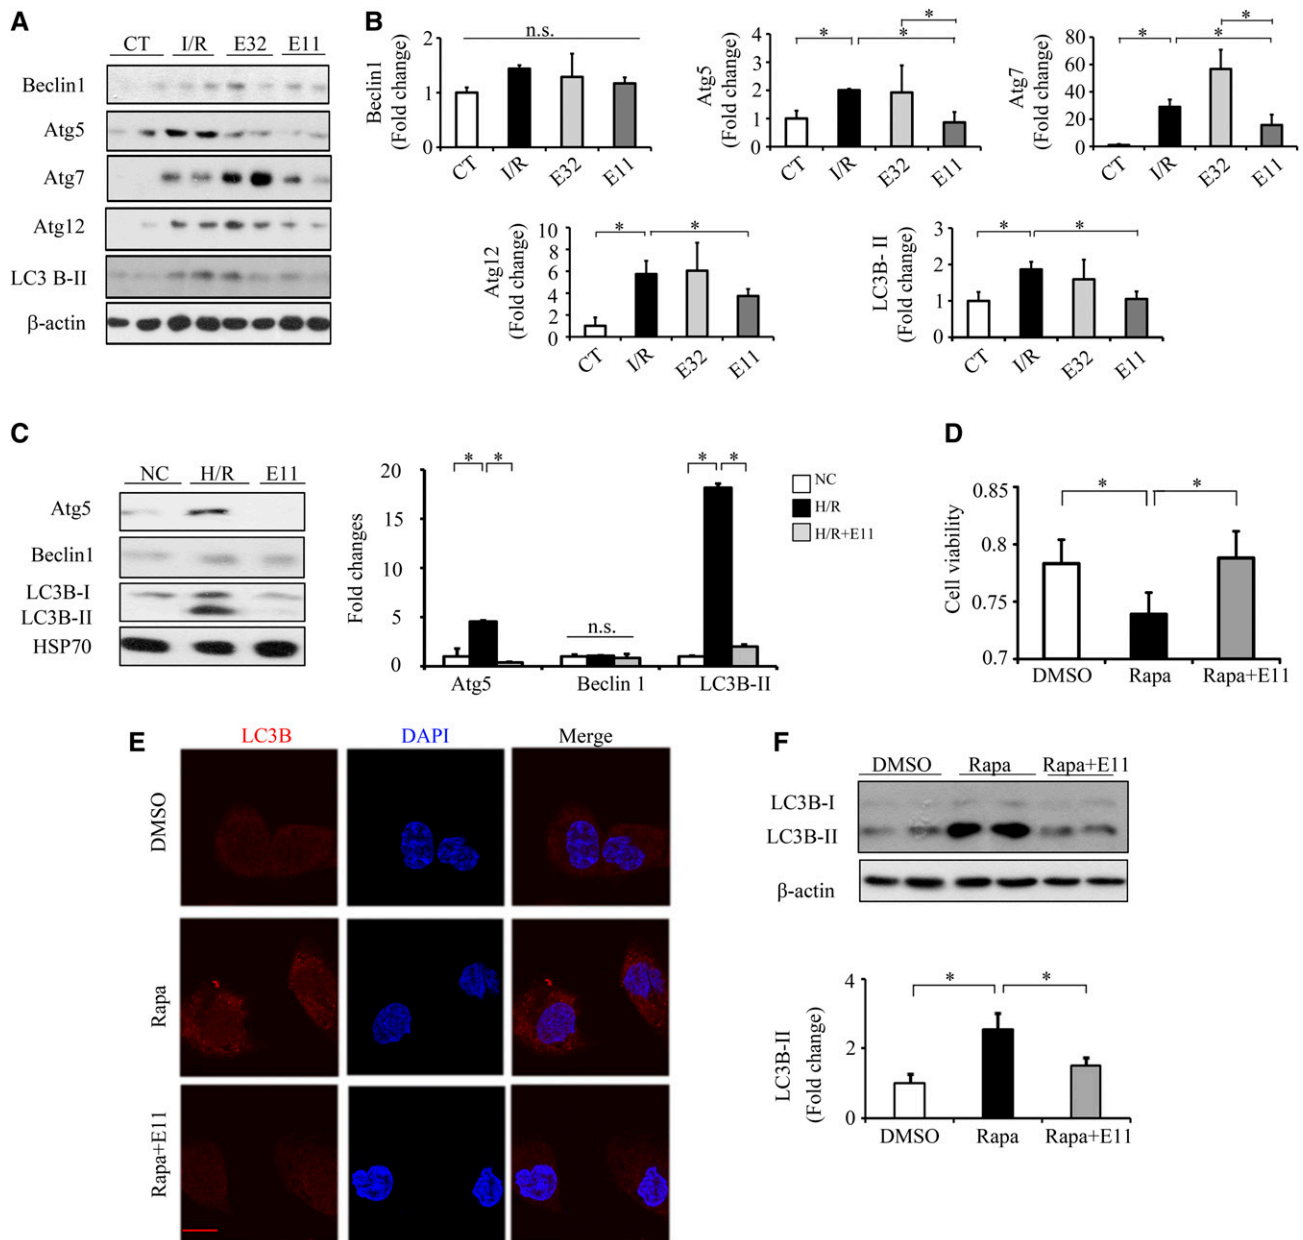 A
CT I/R E32 E11
Beclin1
Atg5
Atg7
Atg12
LC3 B-II
β-actin
B
Beclin1
(Fold change)
2
1
0
n.s.
CT I/R E32 E11
Atg5
(Fold change)
4
3
2
1
0
* * *
CT I/R E32 E11
Atg7
(Fold change)
80
60
40
20
0
* * *
CT I/R E32 E11
Atg12
(Fold change)
10
8
6
4
2
0
* *
CT I/R E32 E11
LC3B- II
(Fold change)
3
2
1
0
* *
CT I/R E32 E11
C
NC H/R E11
Atg5
Beclin1
LC3B-I
LC3B-II
HSP70
Fold changes
20
15
10
5
0
* *
n.s.
* *
Atg5 Beclin 1 LC3B-II
NC
H/R
H/R+E11
D
Cell viability
0.85
0.8
0.75
0.7
* *
DMSO Rapa Rapa+E11
E
LC3B DAPI Merge
DMSO
Rapa
Rapa+E11
F
DMSO Rapa Rapa+E11
LC3B-I
LC3B-II
β-actin
LC3B-II
(Fold change)
4
2
0
* *
DMSO Rapa Rapa+E11